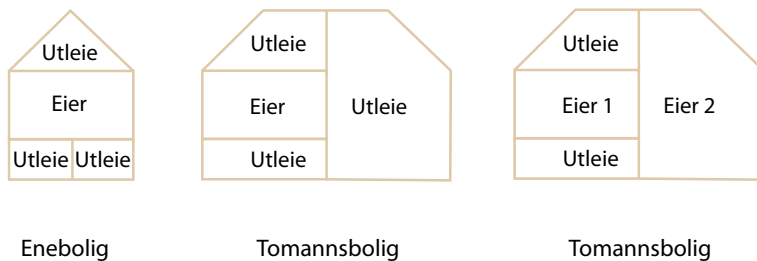 Utleie
Eier
Utleie Utleie
Enebolig
Utleie
Eier
Utleie
Utleie
Tomannsbolig
Utleie
Eier 1
Utleie
Eier 2
Tomannsbolig